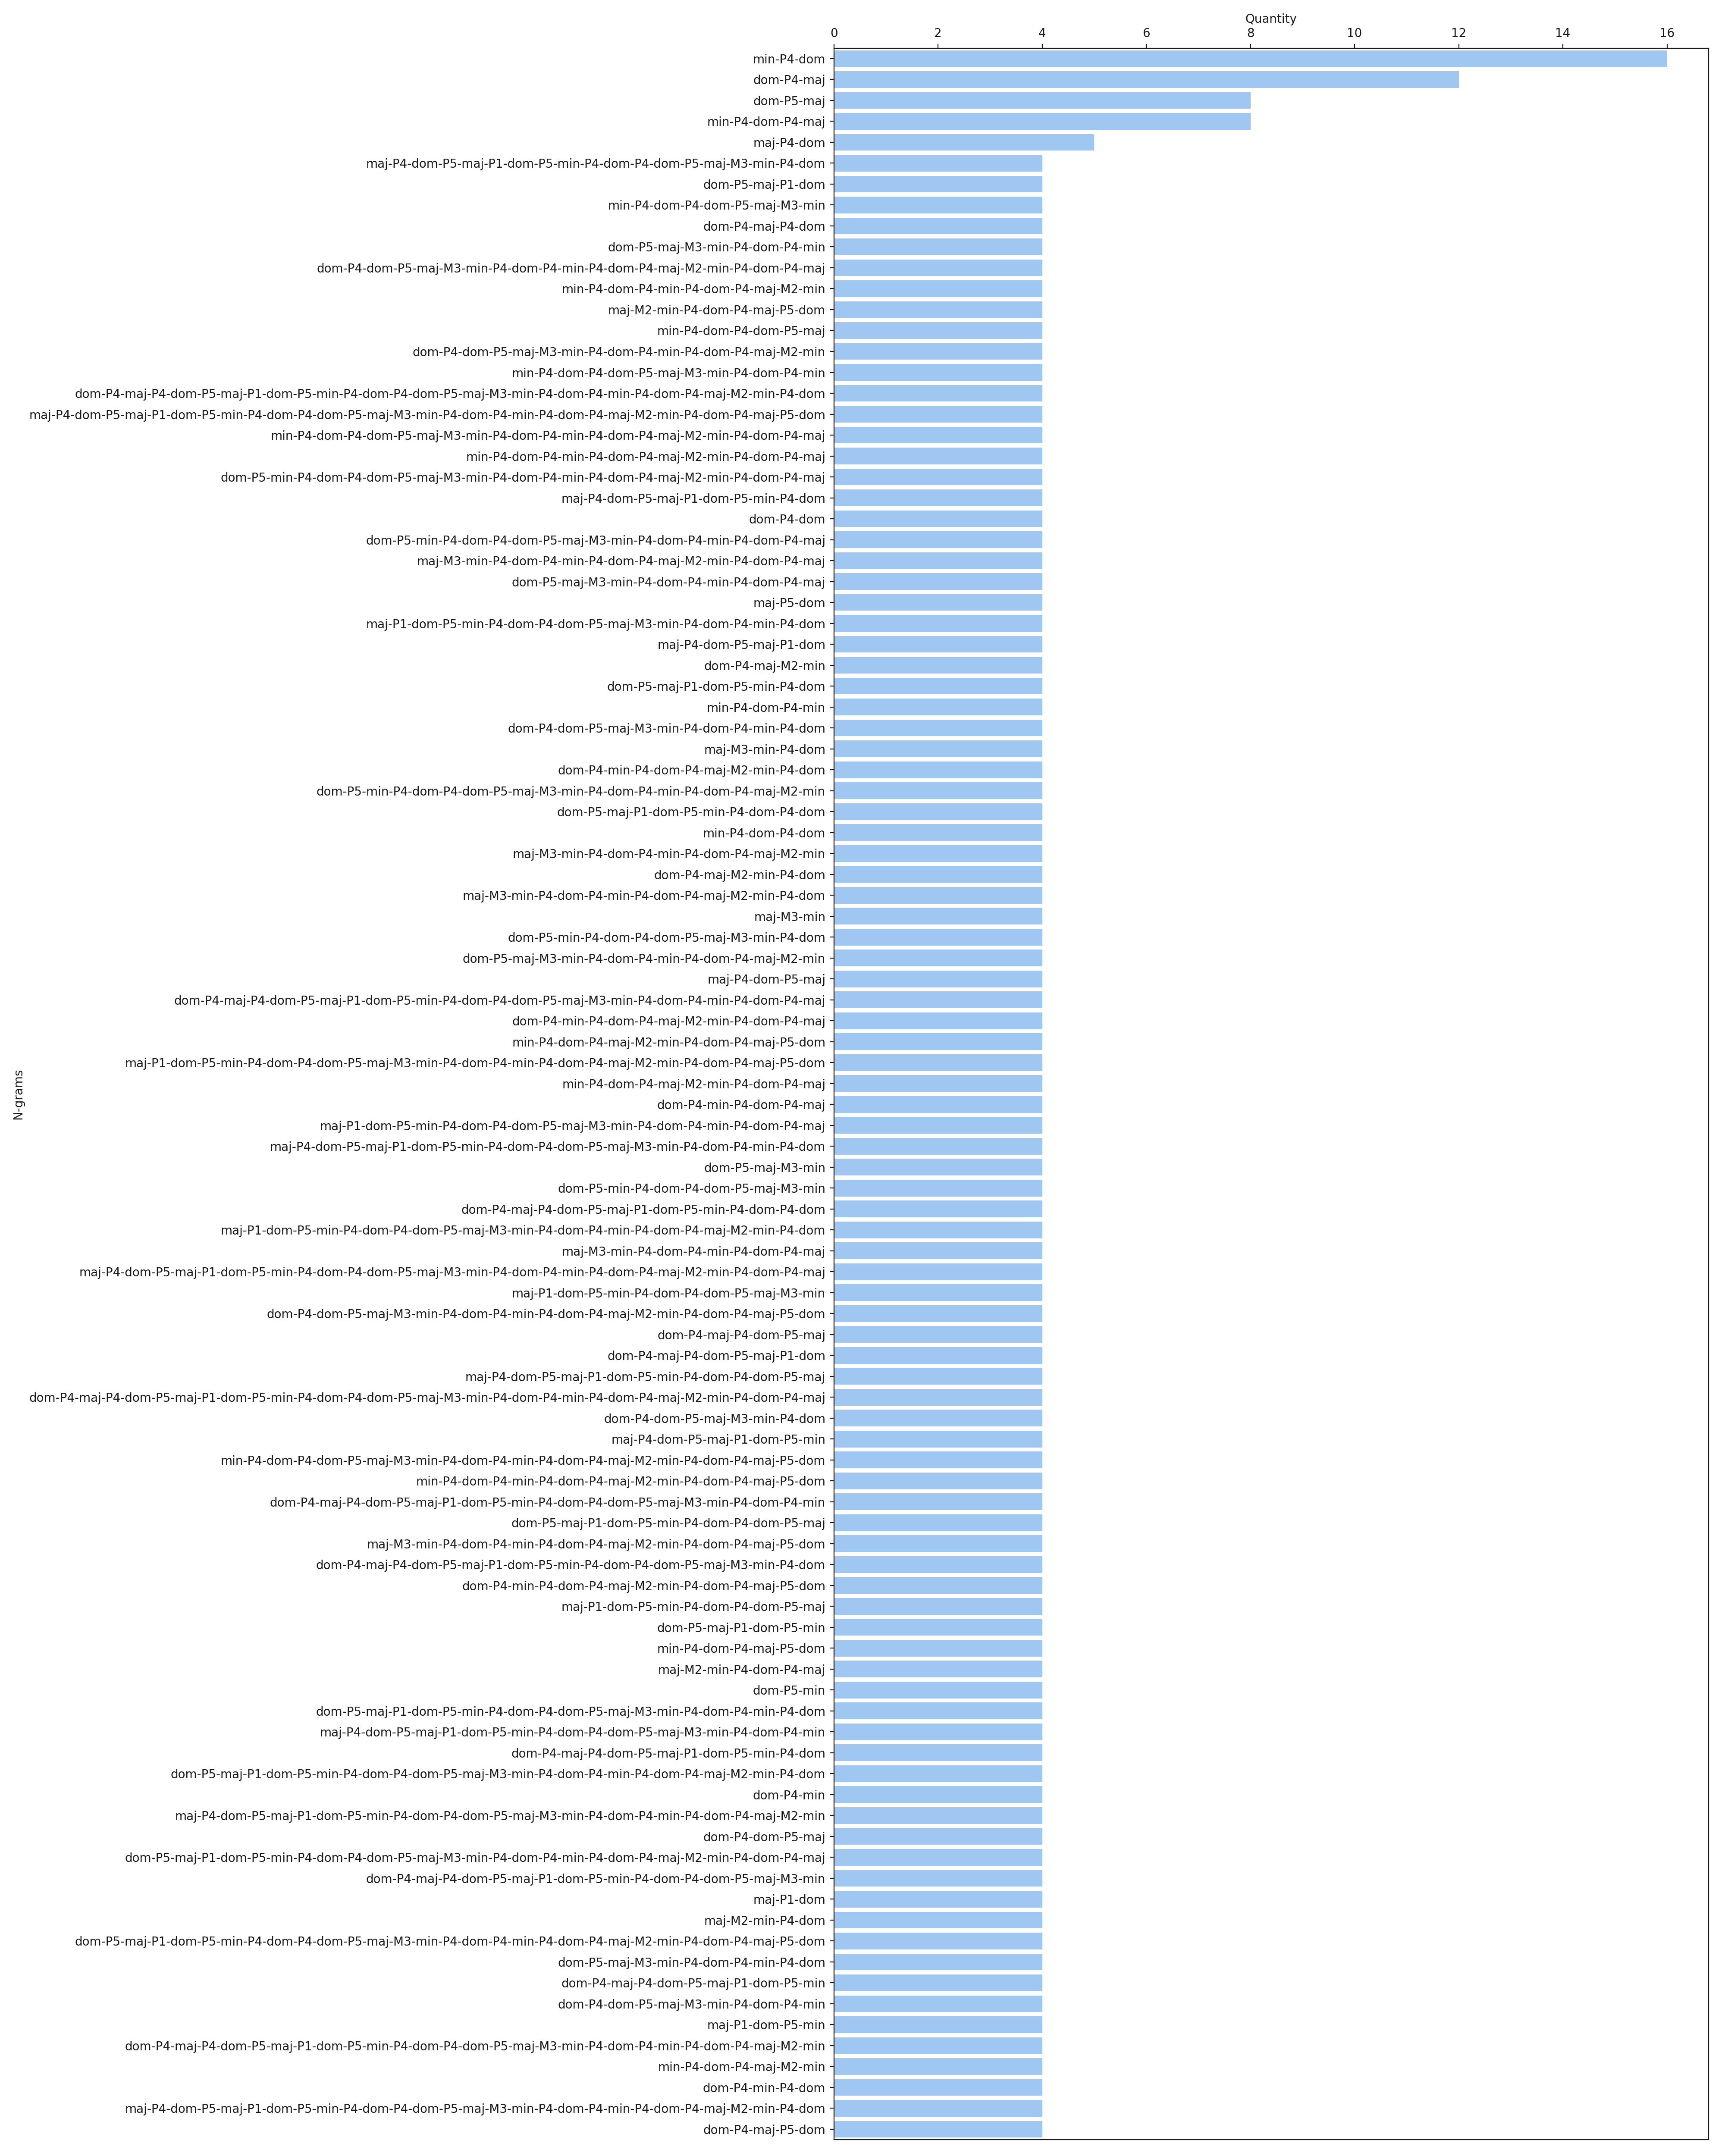 Quantity
0 2 4 6 8 10 12 14 16
min-P4-dom
dom-P4-maj
dom-P5-maj
min-P4-dom-P4-maj
maj-P4-dom
maj-P4-dom-P5-maj-P1-dom-P5-min-P4-dom-P4-dom-P5-maj-M3-min-P4-dom
dom-P5-maj-P1-dom
min-P4-dom-P4-dom-P5-maj-M3-min
dom-P4-maj-P4-dom
dom-P5-maj-M3-min-P4-dom-P4-min
dom-P4-dom-P5-maj-M3-min-P4-dom-P4-min-P4-dom-P4-maj-M2-min-P4-dom-P4-maj
min-P4-dom-P4-min-P4-dom-P4-maj-M2-min
maj-M2-min-P4-dom-P4-maj-P5-dom
min-P4-dom-P4-dom-P5-maj
dom-P4-dom-P5-maj-M3-min-P4-dom-P4-min-P4-dom-P4-maj-M2-min
min-P4-dom-P4-dom-P5-maj-M3-min-P4-dom-P4-min
dom-P4-maj-P4-dom-P5-maj-P1-dom-P5-min-P4-dom-P4-dom-P5-maj-M3-min-P4-dom-P4-min-P4-dom-P4-maj-M2-min-P4-dom
maj-P4-dom-P5-maj-P1-dom-P5-min-P4-dom-P4-dom-P5-maj-M3-min-P4-dom-P4-min-P4-dom-P4-maj-M2-min-P4-dom-P4-maj-P5-dom
min-P4-dom-P4-dom-P5-maj-M3-min-P4-dom-P4-min-P4-dom-P4-maj-M2-min-P4-dom-P4-maj
min-P4-dom-P4-min-P4-dom-P4-maj-M2-min-P4-dom-P4-maj
dom-P5-min-P4-dom-P4-dom-P5-maj-M3-min-P4-dom-P4-min-P4-dom-P4-maj-M2-min-P4-dom-P4-maj
maj-P4-dom-P5-maj-P1-dom-P5-min-P4-dom
dom-P4-dom
dom-P5-min-P4-dom-P4-dom-P5-maj-M3-min-P4-dom-P4-min-P4-dom-P4-maj
maj-M3-min-P4-dom-P4-min-P4-dom-P4-maj-M2-min-P4-dom-P4-maj
dom-P5-maj-M3-min-P4-dom-P4-min-P4-dom-P4-maj
maj-P5-dom
maj-P1-dom-P5-min-P4-dom-P4-dom-P5-maj-M3-min-P4-dom-P4-min-P4-dom
maj-P4-dom-P5-maj-P1-dom
dom-P4-maj-M2-min
dom-P5-maj-P1-dom-P5-min-P4-dom
min-P4-dom-P4-min
dom-P4-dom-P5-maj-M3-min-P4-dom-P4-min-P4-dom
maj-M3-min-P4-dom
dom-P4-min-P4-dom-P4-maj-M2-min-P4-dom
dom-P5-min-P4-dom-P4-dom-P5-maj-M3-min-P4-dom-P4-min-P4-dom-P4-maj-M2-min
dom-P5-maj-P1-dom-P5-min-P4-dom-P4-dom
min-P4-dom-P4-dom
maj-M3-min-P4-dom-P4-min-P4-dom-P4-maj-M2-min
dom-P4-maj-M2-min-P4-dom
maj-M3-min-P4-dom-P4-min-P4-dom-P4-maj-M2-min-P4-dom
maj-M3-min
dom-P5-min-P4-dom-P4-dom-P5-maj-M3-min-P4-dom
dom-P5-maj-M3-min-P4-dom-P4-min-P4-dom-P4-maj-M2-min
maj-P4-dom-P5-maj
dom-P4-maj-P4-dom-P5-maj-P1-dom-P5-min-P4-dom-P4-dom-P5-maj-M3-min-P4-dom-P4-min-P4-dom-P4-maj
dom-P4-min-P4-dom-P4-maj-M2-min-P4-dom-P4-maj
min-P4-dom-P4-maj-M2-min-P4-dom-P4-maj-P5-dom
maj-P1-dom-P5-min-P4-dom-P4-dom-P5-maj-M3-min-P4-dom-P4-min-P4-dom-P4-maj-M2-min-P4-dom-P4-maj-P5-dom
min-P4-dom-P4-maj-M2-min-P4-dom-P4-maj
N-grams
dom-P4-min-P4-dom-P4-maj
maj-P1-dom-P5-min-P4-dom-P4-dom-P5-maj-M3-min-P4-dom-P4-min-P4-dom-P4-maj
maj-P4-dom-P5-maj-P1-dom-P5-min-P4-dom-P4-dom-P5-maj-M3-min-P4-dom-P4-min-P4-dom
dom-P5-maj-M3-min
dom-P5-min-P4-dom-P4-dom-P5-maj-M3-min
dom-P4-maj-P4-dom-P5-maj-P1-dom-P5-min-P4-dom-P4-dom
maj-P1-dom-P5-min-P4-dom-P4-dom-P5-maj-M3-min-P4-dom-P4-min-P4-dom-P4-maj-M2-min-P4-dom
maj-M3-min-P4-dom-P4-min-P4-dom-P4-maj
maj-P4-dom-P5-maj-P1-dom-P5-min-P4-dom-P4-dom-P5-maj-M3-min-P4-dom-P4-min-P4-dom-P4-maj-M2-min-P4-dom-P4-maj
maj-P1-dom-P5-min-P4-dom-P4-dom-P5-maj-M3-min
dom-P4-dom-P5-maj-M3-min-P4-dom-P4-min-P4-dom-P4-maj-M2-min-P4-dom-P4-maj-P5-dom
dom-P4-maj-P4-dom-P5-maj
dom-P4-maj-P4-dom-P5-maj-P1-dom
maj-P4-dom-P5-maj-P1-dom-P5-min-P4-dom-P4-dom-P5-maj
dom-P4-maj-P4-dom-P5-maj-P1-dom-P5-min-P4-dom-P4-dom-P5-maj-M3-min-P4-dom-P4-min-P4-dom-P4-maj-M2-min-P4-dom-P4-maj
dom-P4-dom-P5-maj-M3-min-P4-dom
maj-P4-dom-P5-maj-P1-dom-P5-min
min-P4-dom-P4-dom-P5-maj-M3-min-P4-dom-P4-min-P4-dom-P4-maj-M2-min-P4-dom-P4-maj-P5-dom
min-P4-dom-P4-min-P4-dom-P4-maj-M2-min-P4-dom-P4-maj-P5-dom
dom-P4-maj-P4-dom-P5-maj-P1-dom-P5-min-P4-dom-P4-dom-P5-maj-M3-min-P4-dom-P4-min
dom-P5-maj-P1-dom-P5-min-P4-dom-P4-dom-P5-maj
maj-M3-min-P4-dom-P4-min-P4-dom-P4-maj-M2-min-P4-dom-P4-maj-P5-dom
dom-P4-maj-P4-dom-P5-maj-P1-dom-P5-min-P4-dom-P4-dom-P5-maj-M3-min-P4-dom
dom-P4-min-P4-dom-P4-maj-M2-min-P4-dom-P4-maj-P5-dom
maj-P1-dom-P5-min-P4-dom-P4-dom-P5-maj
dom-P5-maj-P1-dom-P5-min
min-P4-dom-P4-maj-P5-dom
maj-M2-min-P4-dom-P4-maj
dom-P5-min
dom-P5-maj-P1-dom-P5-min-P4-dom-P4-dom-P5-maj-M3-min-P4-dom-P4-min-P4-dom
maj-P4-dom-P5-maj-P1-dom-P5-min-P4-dom-P4-dom-P5-maj-M3-min-P4-dom-P4-min
dom-P4-maj-P4-dom-P5-maj-P1-dom-P5-min-P4-dom
dom-P5-maj-P1-dom-P5-min-P4-dom-P4-dom-P5-maj-M3-min-P4-dom-P4-min-P4-dom-P4-maj-M2-min-P4-dom
dom-P4-min
maj-P4-dom-P5-maj-P1-dom-P5-min-P4-dom-P4-dom-P5-maj-M3-min-P4-dom-P4-min-P4-dom-P4-maj-M2-min
dom-P4-dom-P5-maj
dom-P5-maj-P1-dom-P5-min-P4-dom-P4-dom-P5-maj-M3-min-P4-dom-P4-min-P4-dom-P4-maj-M2-min-P4-dom-P4-maj
dom-P4-maj-P4-dom-P5-maj-P1-dom-P5-min-P4-dom-P4-dom-P5-maj-M3-min
maj-P1-dom
maj-M2-min-P4-dom
dom-P5-maj-P1-dom-P5-min-P4-dom-P4-dom-P5-maj-M3-min-P4-dom-P4-min-P4-dom-P4-maj-M2-min-P4-dom-P4-maj-P5-dom
dom-P5-maj-M3-min-P4-dom-P4-min-P4-dom
dom-P4-maj-P4-dom-P5-maj-P1-dom-P5-min
dom-P4-dom-P5-maj-M3-min-P4-dom-P4-min
maj-P1-dom-P5-min
dom-P4-maj-P4-dom-P5-maj-P1-dom-P5-min-P4-dom-P4-dom-P5-maj-M3-min-P4-dom-P4-min-P4-dom-P4-maj-M2-min
min-P4-dom-P4-maj-M2-min
dom-P4-min-P4-dom
maj-P4-dom-P5-maj-P1-dom-P5-min-P4-dom-P4-dom-P5-maj-M3-min-P4-dom-P4-min-P4-dom-P4-maj-M2-min-P4-dom
dom-P4-maj-P5-dom